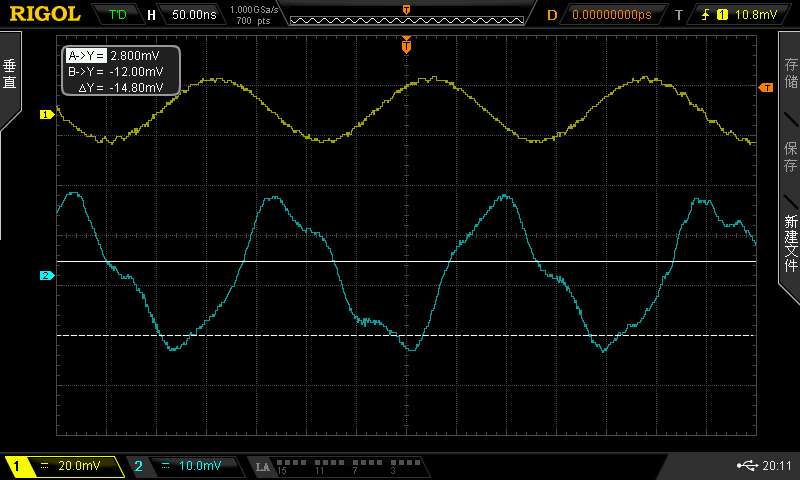 RIGOL T'D H 50.00ns 1.000GSa/s 700 pts T D 0.00000000ps T 1 10.8mV
T
A->Y = 2.800mV
B->Y = -12.00mV
ΔY = -14.80mV
垂直
1
T
2
存储
保存
新建文件
1 20.0mV 2 10.0mV LA 15 11 7 3 20:11